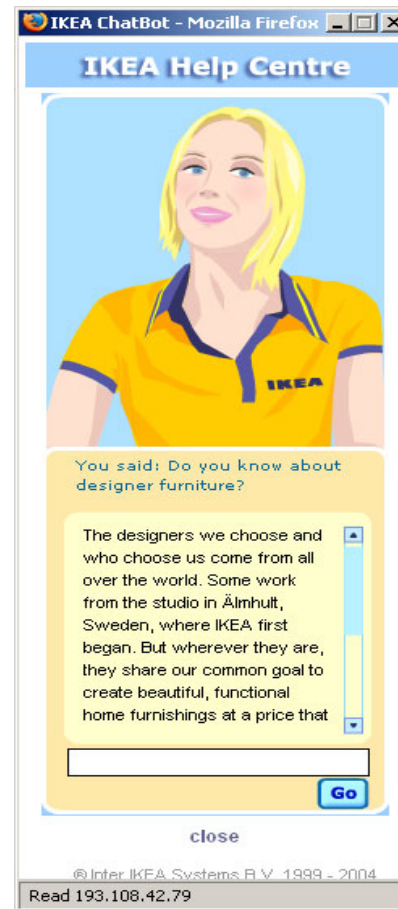 IKEA ChatBot - Mozilla Firefox
IKEA Help Centre
IKEA
You said: Do you know about
designer furniture?
The designers we choose and
who choose us come from all
over the world. Some work
from the studio in Älmhult,
Sweden, where IKEA first
began. But wherever they are,
they share our common goal to
create beautiful, functional
home furnishings at a price that
Go
close
© Inter IKEA Systems B.V. 1999 - 2004
Read 193.108.42.79